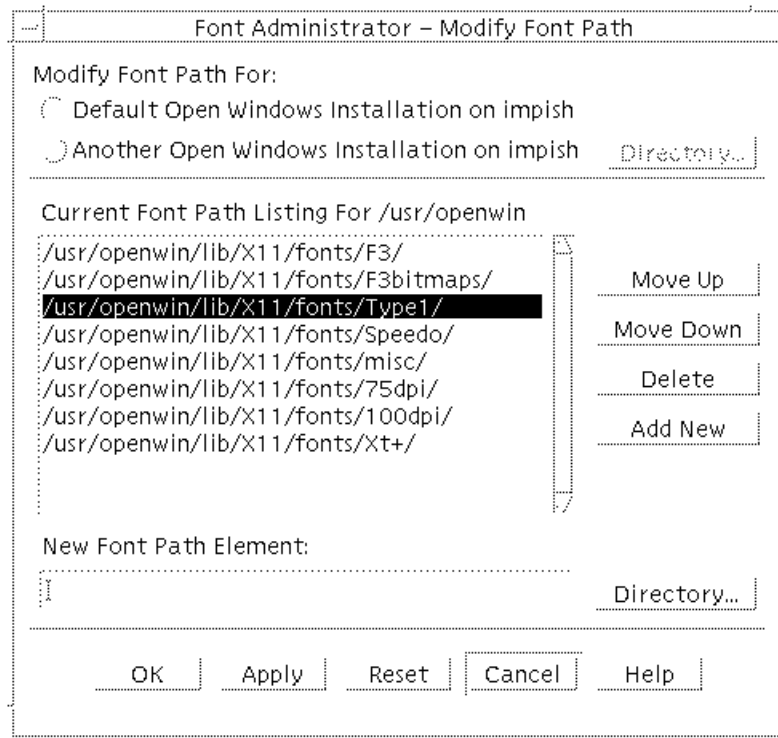 Font Administrator – Modify Font Path
Modify Font Path For:
Default Open Windows Installation on impish
Another Open Windows Installation on impish Directory...
Current Font Path Listing For /usr/openwin
/usr/openwin/lib/X11/fonts/F3/
/usr/openwin/lib/X11/fonts/F3bitmaps/
/usr/openwin/lib/X11/fonts/Type1/
/usr/openwin/lib/X11/fonts/Speedo/
/usr/openwin/lib/X11/fonts/misc/
/usr/openwin/lib/X11/fonts/75dpi/
/usr/openwin/lib/X11/fonts/100dpi/
/usr/openwin/lib/X11/fonts/Xt+/
Move Up
Move Down
Delete
Add New
New Font Path Element:
Directory...
OK Apply Reset Cancel Help